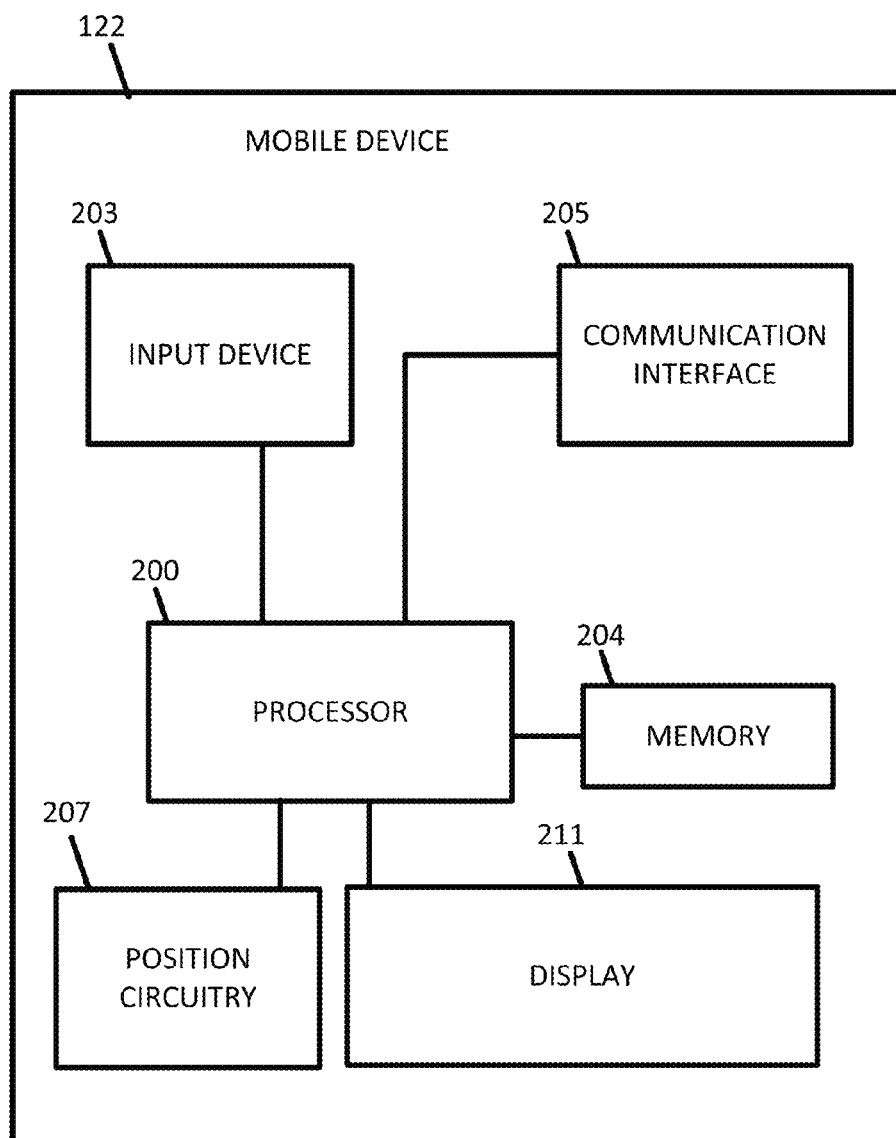 122
MOBILE DEVICE
203
205
INPUT DEVICE
COMMUNICATION
INTERFACE
200
204
PROCESSOR
MEMORY
207
211
POSITION
CIRCUITRY
DISPLAY